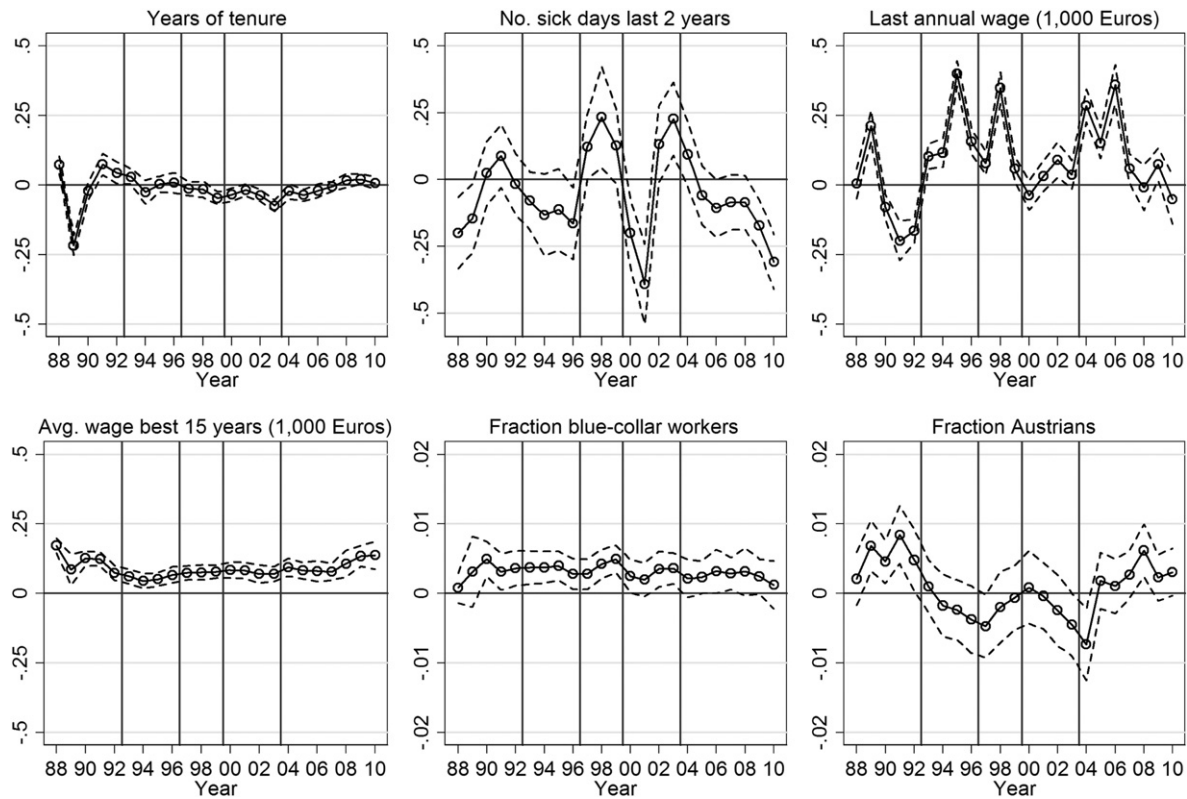 Years of tenure
.5
.25
0
-.25
-.5
88 90 92 94 96 98 00 02 04 06 08 10
Year
No. sick days last 2 years
.5
.25
0
-.25
-.5
88 90 92 94 96 98 00 02 04 06 08 10
Year
Last annual wage (1,000 Euros)
.5
.25
0
-.25
-.5
88 90 92 94 96 98 00 02 04 06 08 10
Year
Avg. wage best 15 years (1,000 Euros)
.5
.25
0
-.25
-.5
88 90 92 94 96 98 00 02 04 06 08 10
Year
Fraction blue-collar workers
.02
.01
0
-.01
-.02
88 90 92 94 96 98 00 02 04 06 08 10
Year
Fraction Austrians
.02
.01
0
-.01
-.02
88 90 92 94 96 98 00 02 04 06 08 10
Year